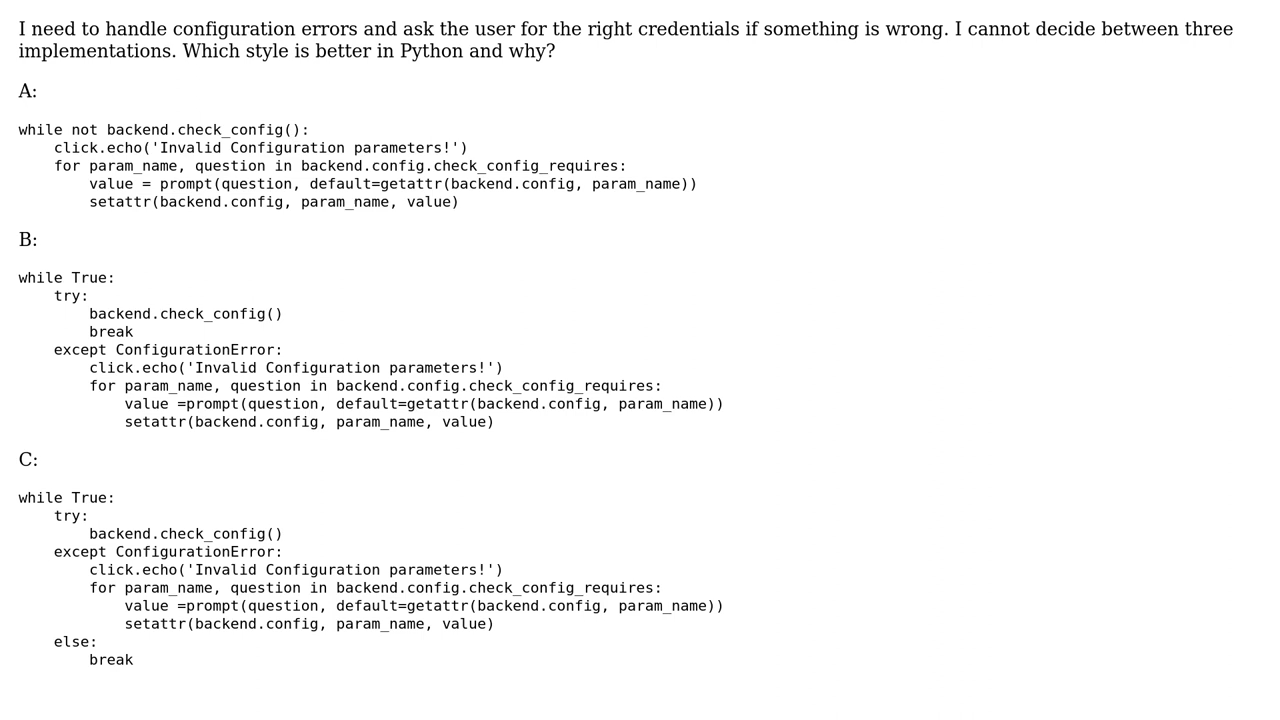 I need to handle configuration errors and ask the user for the right credentials if something is wrong. I cannot decide between three
implementations. Which style is better in Python and why?
A:
while not backend.check_config():
    click.echo('Invalid Configuration parameters!')
    for param_name, question in backend.config.check_config_requires:
        value = prompt(question, default=getattr(backend.config, param_name))
        setattr(backend.config, param_name, value)
B:
while True:
    try:
        backend.check_config()
        break
    except ConfigurationError:
        click.echo('Invalid Configuration parameters!')
        for param_name, question in backend.config.check_config_requires:
            value =prompt(question, default=getattr(backend.config, param_name))
            setattr(backend.config, param_name, value)
C:
while True:
    try:
        backend.check_config()
    except ConfigurationError:
        click.echo('Invalid Configuration parameters!')
        for param_name, question in backend.config.check_config_requires:
            value =prompt(question, default=getattr(backend.config, param_name))
            setattr(backend.config, param_name, value)
    else:
        break